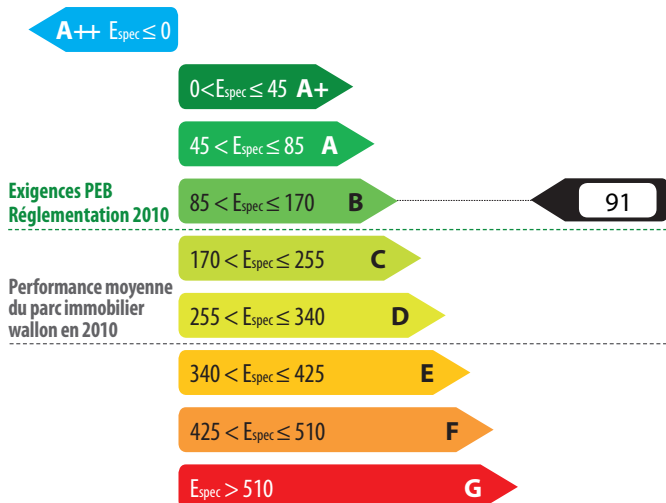 A++ Espec ≤ 0
0<Espec ≤ 45 A+
45 < Espec ≤ 85 A
Exigences PEB
Réglementation 2010
85 < Espec ≤ 170 B
91
170 < Espec ≤ 255 C
Performance moyenne
du parc immobilier
wallon en 2010
255 < Espec ≤ 340 D
340 < Espec ≤ 425 E
425 < Espec ≤ 510 F
Espec > 510 G